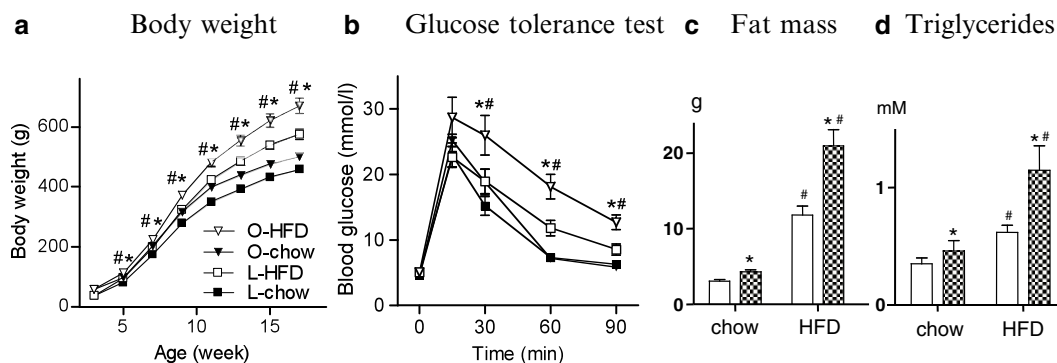 a Body weight
Body weight (g)
600
400
200
0
#*
#*
#*
#*
#*
#*
#*
#*
O-HFD
O-chow
L-HFD
L-chow
5 10 15
Age (week)
b Glucose tolerance test
Blood glucose (mmol/l)
30
20
10
0
*#
*#
*#
0 30 60 90
Time (min)
c Fat mass
g
20
10
0
*
#
*#
chow HFD
d Triglycerides
mM
1
0
*
#
*#
chow HFD